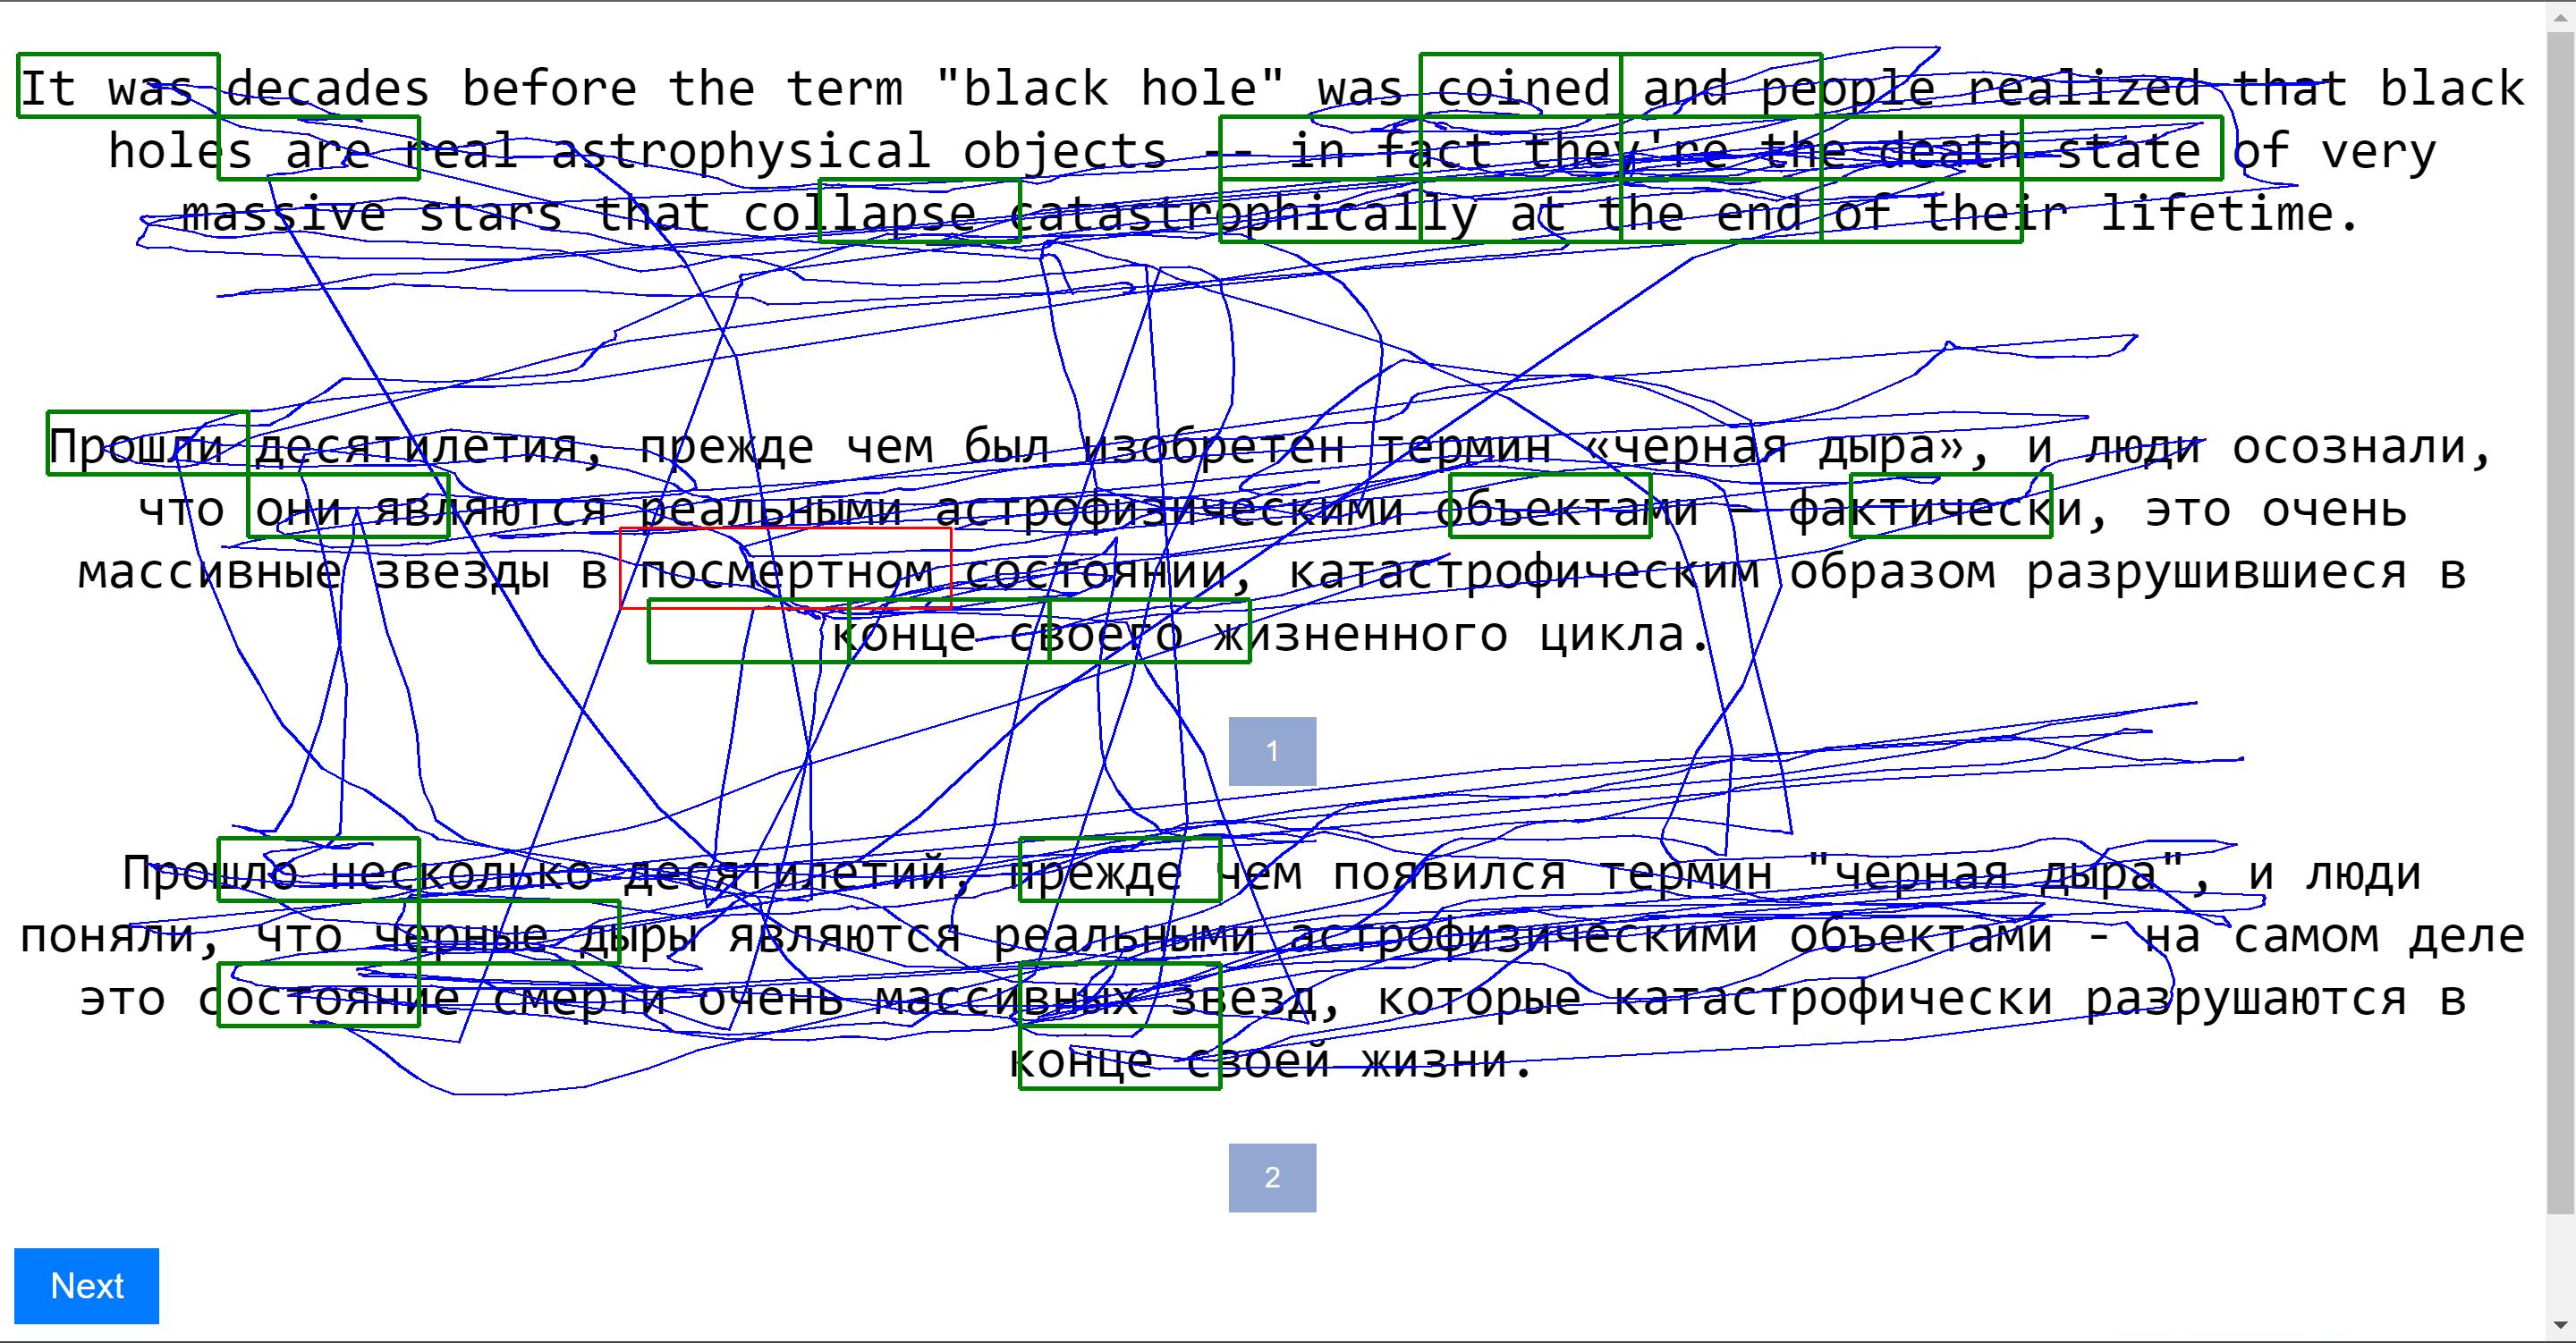 It was decades before the term "black hole" was coined and people realized that black
holes are real astrophysical objects -- in fact they're the death state of very
massive stars that collapse catastrophically at the end of their lifetime.
Прошли десятилетия, прежде чем был изобретен термин «черная дыра», и люди осознали,
что они являются реальными астрофизическими объектами — фактически, это очень
массивные звезды в посмертном состоянии, катастрофическим образом разрушившиеся в
конце своего жизненного цикла.
1
Прошло несколько десятилетий, прежде чем появился термин "черная дыра", и люди
поняли, что черные дыры являются реальными астрофизическими объектами - на самом деле
это состояние смерти очень массивных звезд, которые катастрофически разрушаются в
конце своей жизни.
2
Next